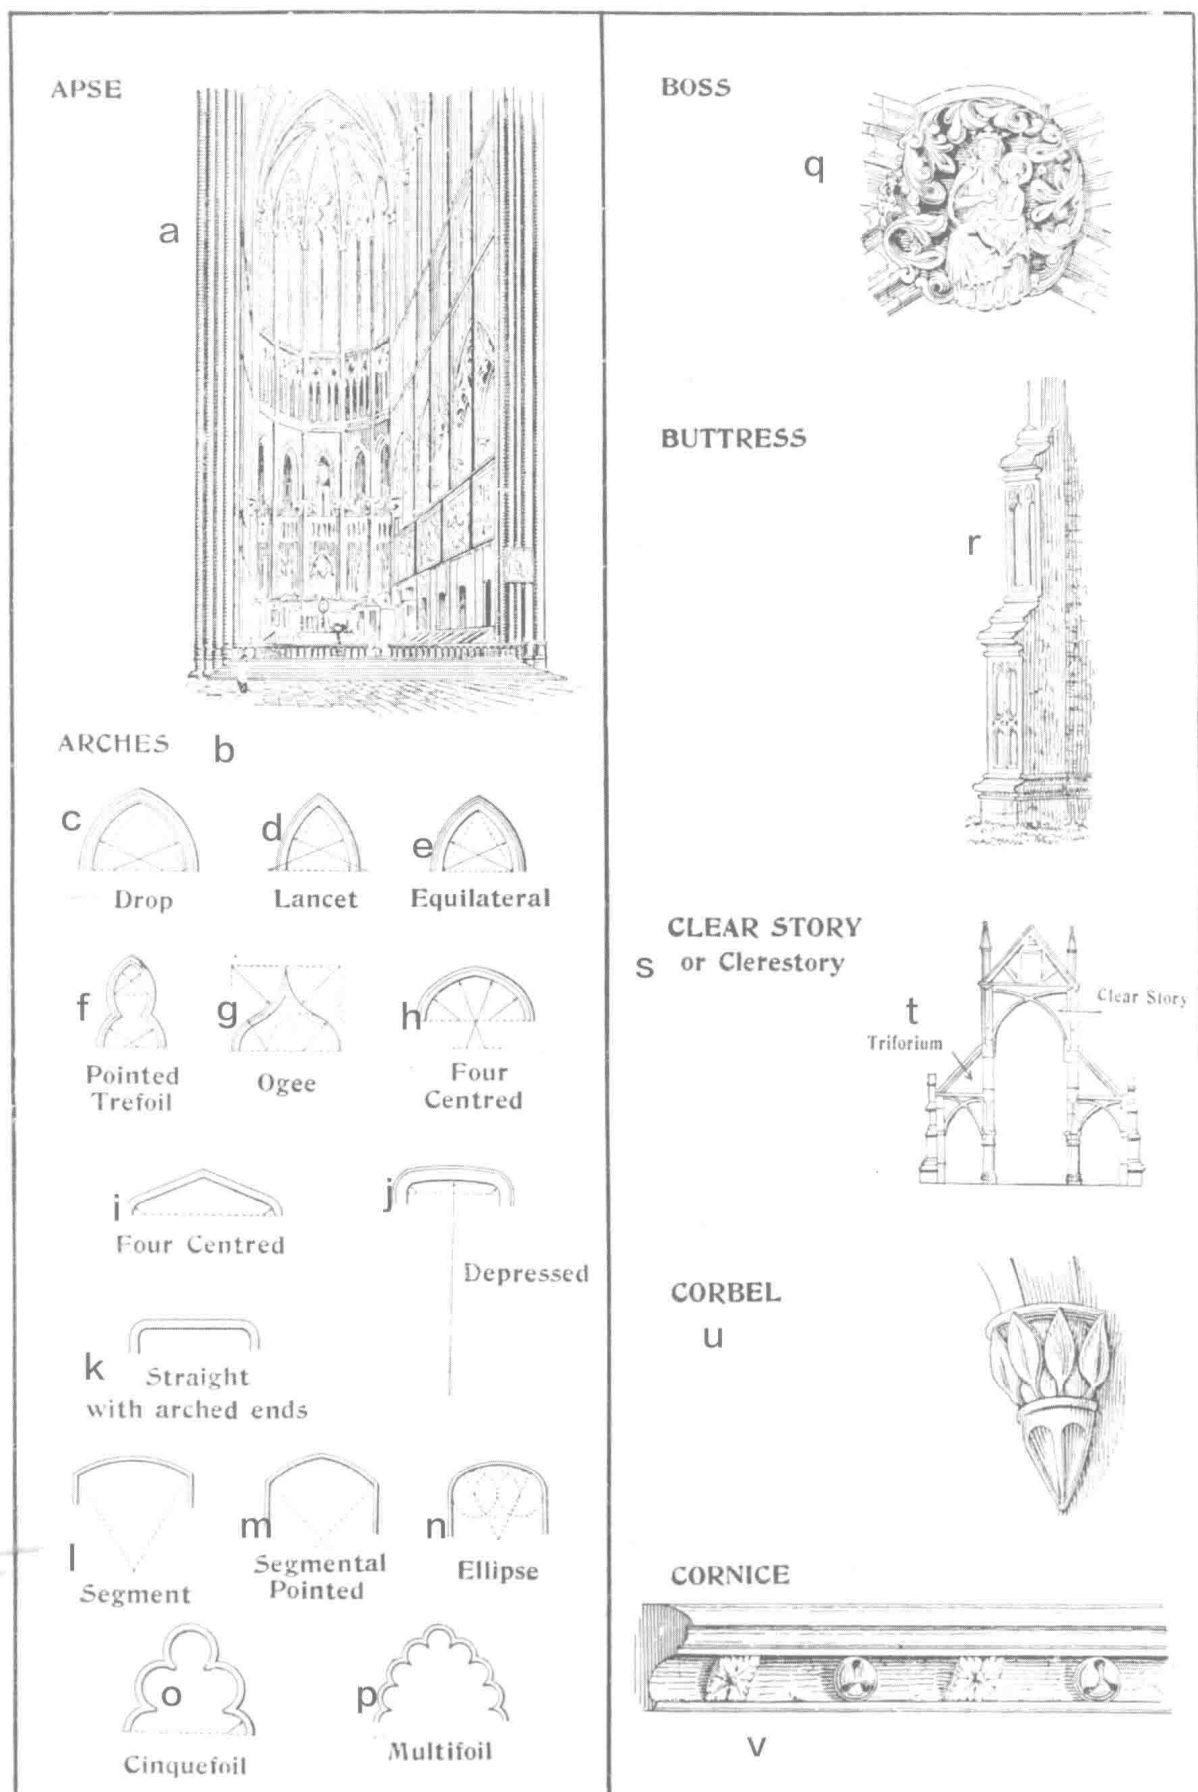 APSE
a
ARCHES b
c
d
e
Drop
Lancet
Equilateral
f
g
h
Pointed
Trefoil
Ogee
Four
Centred
i
j
Four Centred
Depressed
k
Straight
with arched ends
l
m
n
Segment
Segmental
Pointed
Ellipse
o
p
Cinquefoil
Multifoil
BOSS
q
BUTTRESS
r
CLEAR STORY
s or Clerestory
t
Clear Story
Triforium
CORBEL
u
CORNICE
v